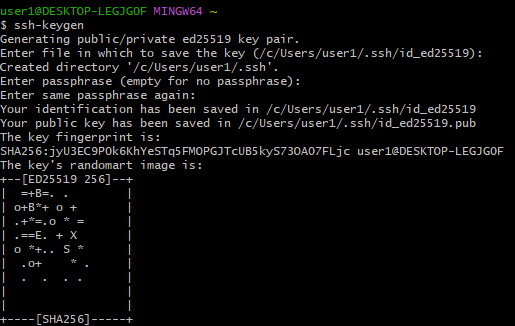 user1@DESKTOP-LEGJGOF MINGW64 ~
$ ssh-keygen
Generating public/private ed25519 key pair.
Enter file in which to save the key (/c/Users/user1/.ssh/id_ed25519):
Created directory '/c/Users/user1/.ssh'.
Enter passphrase (empty for no passphrase):
Enter same passphrase again:
Your identification has been saved in /c/Users/user1/.ssh/id_ed25519
Your public key has been saved in /c/Users/user1/.ssh/id_ed25519.pub
The key fingerprint is:
SHA256:jyU3EC9POk6KhYeSTq5FMOPGJTcUB5kyS73OAO7FLjc user1@DESKTOP-LEGJGOF
The key's randomart image is:
+--[ED25519 256]--+
|  =+B=. .        |
| o+B*+ o +       |
| .+*=.o * =      |
| .==E. + X       |
| o *+.. S *      |
|  .o+     * .    |
|  .  .  . .      |
|                 |
|                 |
+----[SHA256]-----+